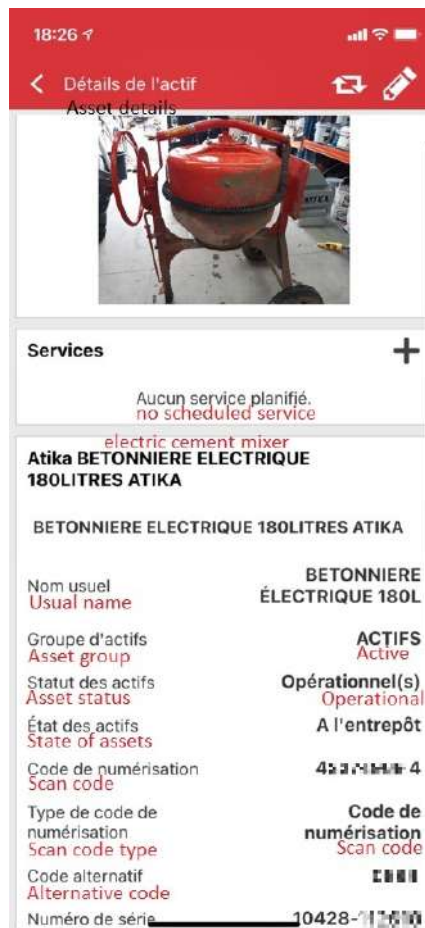 18:26
Détails de l'actif
Asset details
Services
Aucun service planifié.
no scheduled service
electric cement mixer
Atika BETONNIERE ELECTRIQUE
180LITRES ATIKA
BETONNIERE ELECTRIQUE 180LITRES ATIKA
Nom usuel
Usual name
BETONNIERE
ÉLECTRIQUE 180L
Groupe d'actifs ACTIFS
Asset group Active
Statut des actifs Opérationnel(s)
Asset status Operational
État des actifs A l'entrepôt
State of assets
Code de numérisation
Scan code
Type de code de
numérisation
Scan code type
Code de
numérisation
Scan code
Code alternatif
Alternative code
Numéro de série 10428-